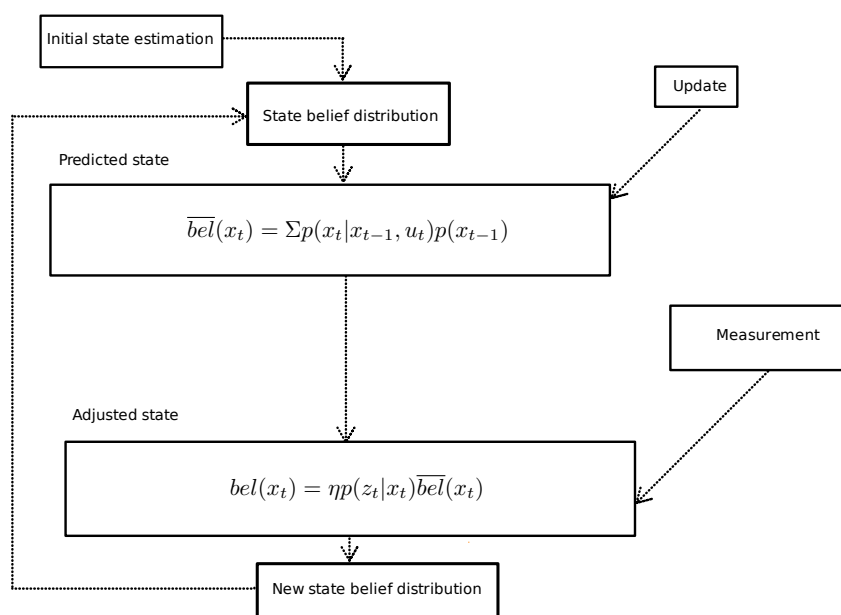 Initial state estimation
State belief distribution
Update
Predicted state
$\overline{bel}(x_t) = \Sigma p(x_t|x_{t-1}, u_t)p(x_{t-1})$
Measurement
Adjusted state
$bel(x_t) = \eta p(z_t|x_t)\overline{bel}(x_t)$
New state belief distribution